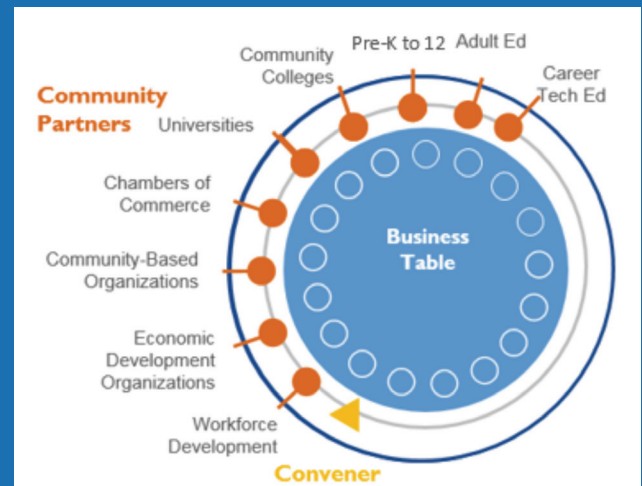 Pre-K to 12
Adult Ed
Community
Colleges
Career
Tech Ed
Community
Partners
Universities
Chambers of
Commerce
Business
Table
Community-Based
Organizations
Economic
Development
Organizations
Workforce
Development
Convener